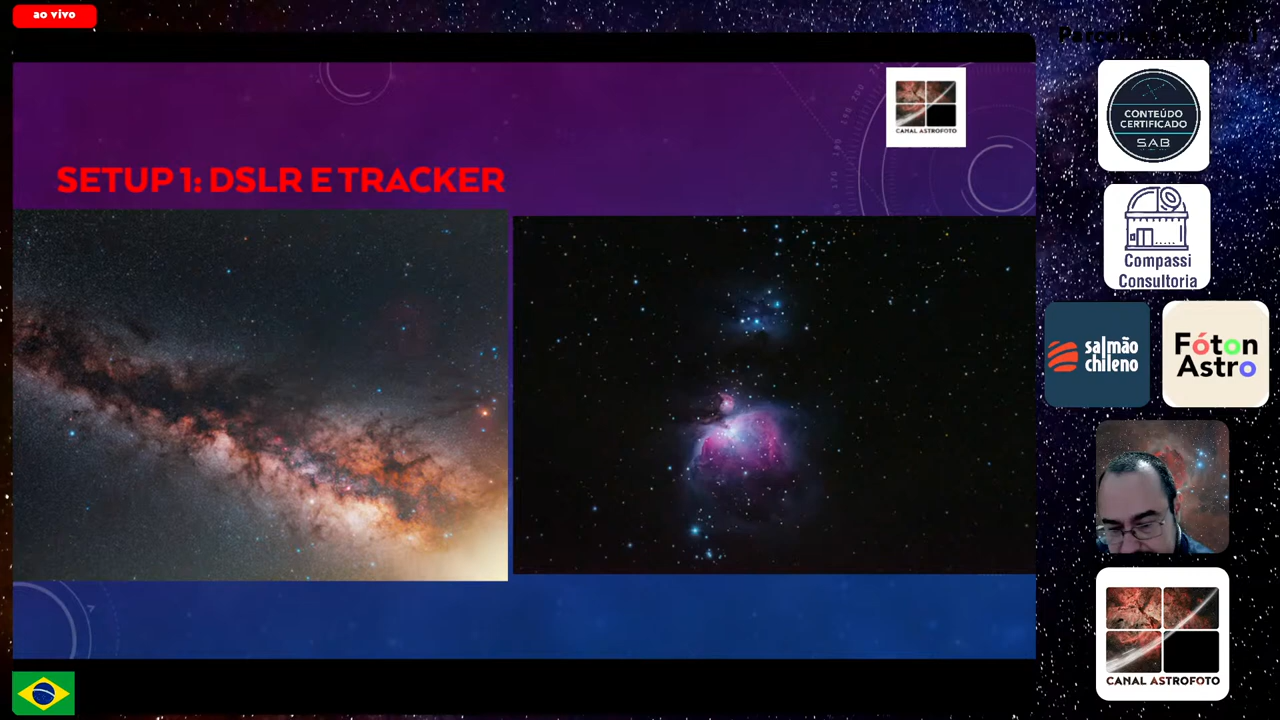 ao vivo
CANAL ASTROFOTO
SETUP 1: DSLR E TRACKER
CONTEÚDO
CERTIFICADO
SAB
Compassi
Consultoria
salmão
chileno
Fóton
Astro
CANAL ASTROFOTO